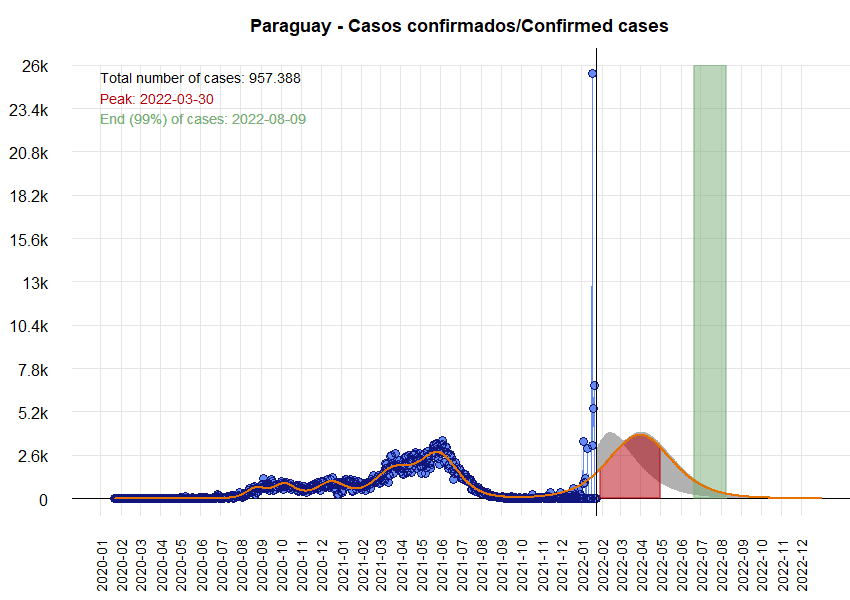 Paraguay - Casos confirmados/Confirmed cases
26k
23.4k
20.8k
18.2k
15.6k
13k
10.4k
7.8k
5.2k
2.6k
0
Total number of cases: 957.388
Peak: 2022-03-30
End (99%) of cases: 2022-08-09
2020-01
2020-02
2020-03
2020-04
2020-05
2020-06
2020-07
2020-08
2020-09
2020-10
2020-11
2020-12
2021-01
2021-02
2021-03
2021-04
2021-05
2021-06
2021-07
2021-08
2021-09
2021-10
2021-11
2021-12
2022-01
2022-02
2022-03
2022-04
2022-05
2022-06
2022-07
2022-08
2022-09
2022-10
2022-11
2022-12